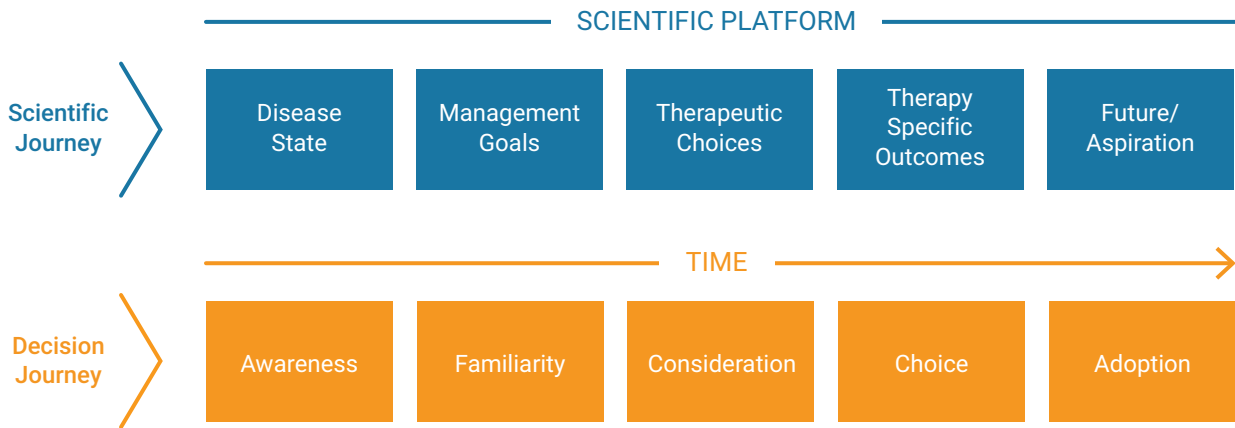 SCIENTIFIC PLATFORM
Scientific
Journey
Disease
State
Management
Goals
Therapeutic
Choices
Therapy
Specific
Outcomes
Future/
Aspiration
TIME
Decision
Journey
Awareness
Familiarity
Consideration
Choice
Adoption